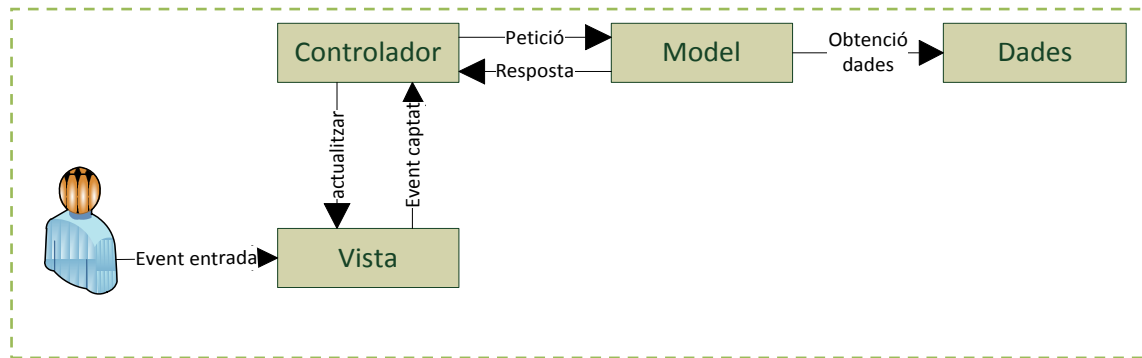 Controlador
Petició
Resposta
Model
Obtenció
dades
Dades
actualitzar
Event captat
Event entrada
Vista